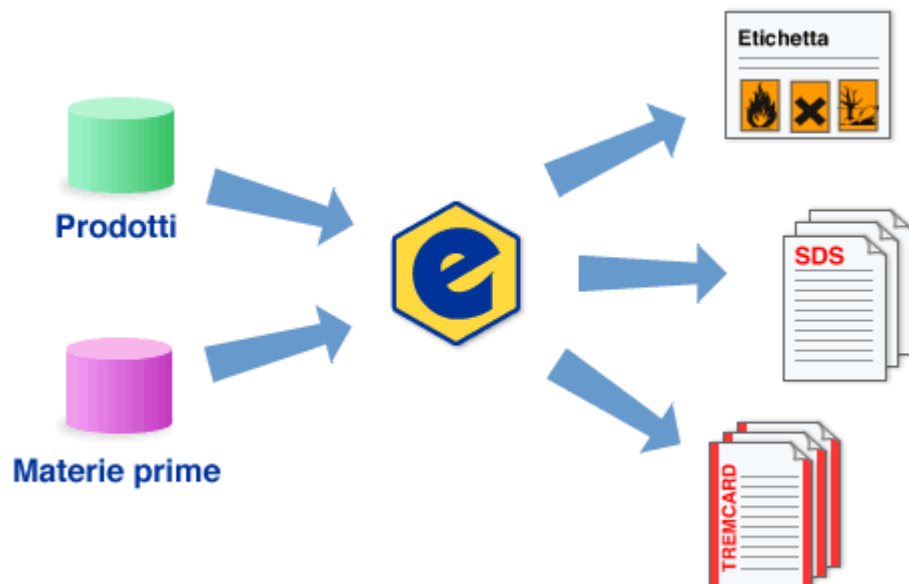 Etichetta
Prodotti
e
SDS
Materie prime
TREMCARD